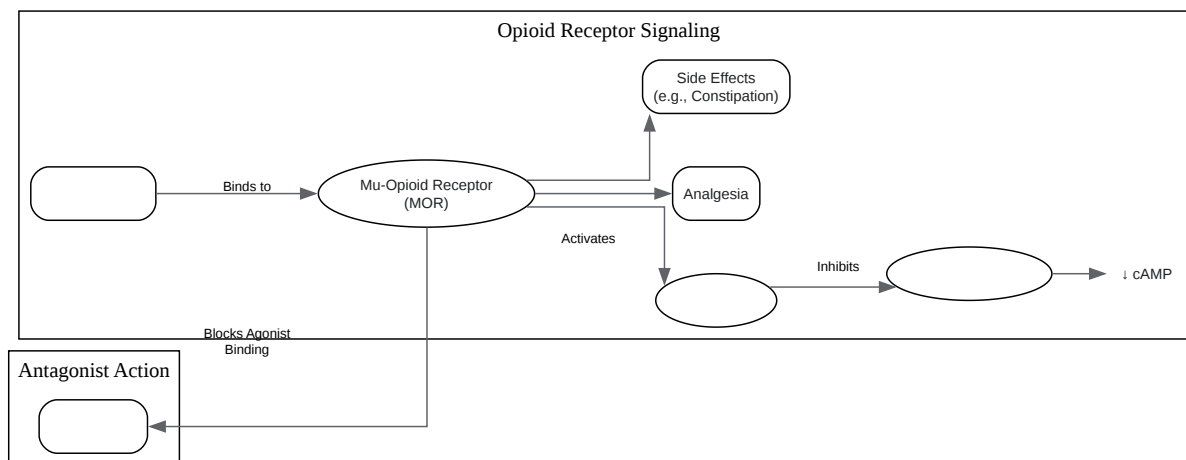 Opioid Receptor Signaling
Side Effects
(e.g., Constipation)
Binds to
Mu-Opioid Receptor
(MOR)
Analgesia
Activates
Inhibits
↓ cAMP
Blocks Agonist
Binding
Antagonist Action